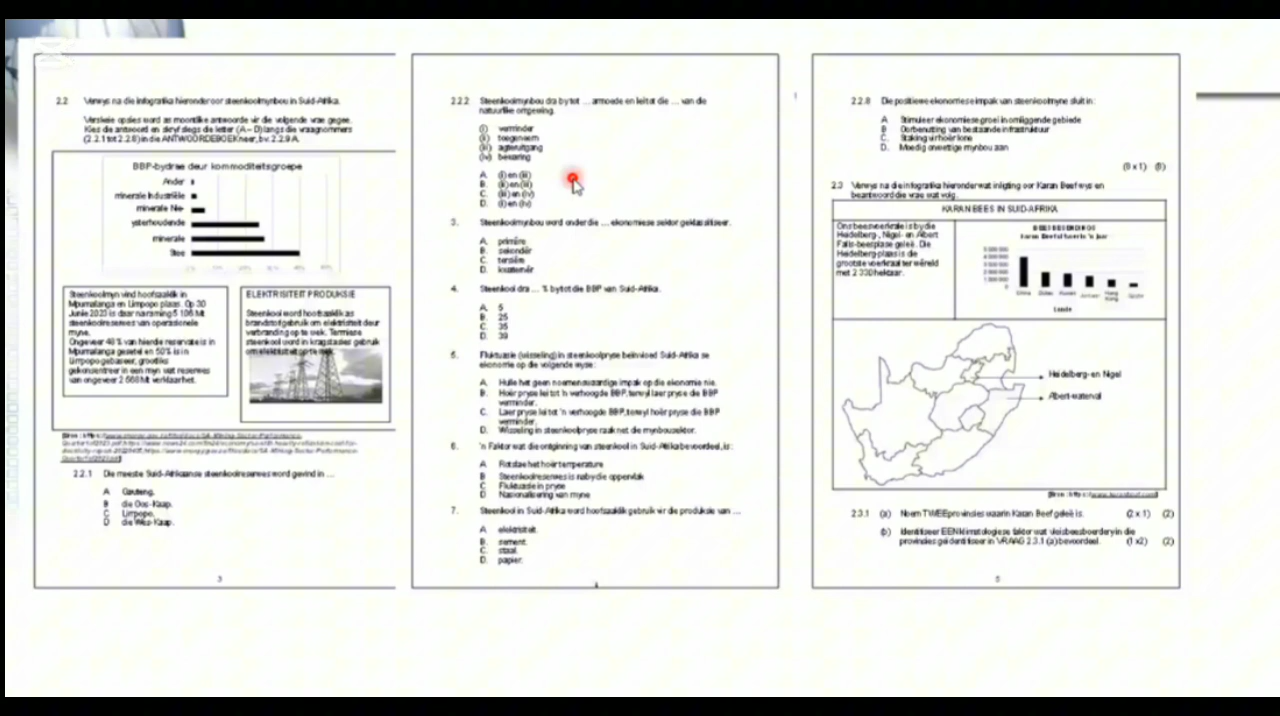 2.2 Verwys na die infografika hieronder oor steenkoolmynbou in Suid-Afrika.
Verskeie opsies word as moontlike antwoorde vir die volgende vrae gegee.
Kies die antwoord en skryf slegs die letter (A – D) langs die vraagnommers
(2.2.1 tot 2.2.8) in die ANTWOORDEBOEK neer, bv. 2.2.9 A.
BBP-bydrae deur kommoditeitsgroepe
Ander
minerale Industriële
minerale Nie-
ysterhoudende
minerale
Steenkoolmyn vind hoofsaaklik in
Mpumalanga en Limpopo plaas. Op 30
Junie 2023 is daar na raming 5 106 Mt
steenkoolreserwes van operasionele
myne.
Ongeveer 48% van hierdie reserwate is in
Mpumalanga gesetel en 50% is in
Limpopo gebaseer, grootliks
gekonsentreer in een myn wat reserwes
van ongeveer 2 568 Mt verklaar het.
ELEKTRISITEIT PRODUKSIE
Steenkool word hoofsaaklik as
brandstof gebruik om elektrisiteit deur
verbranding op te wek. Termiese
steenkool word in kragstasies gebruik
om elektrisiteit op te wek.
2.2.1 Die meeste Suid-Afrikaanse steenkoolreserwes word gevind in ...
A Gauteng.
B die Oos-Kaap.
C Limpopo.
D die Wes-Kaap.
3
2.2.2 Steenkoolmynbou dra by tot ... armoede en lei tot die ... van die
natuurlike omgewing.
(i) verminder
(ii) toegeneem
(iii) agteruitgang
(iv) bewaring
A. (i) en (iii)
B. (ii) en (iii)
C. (iii) en (iv)
D. (i) en (iv)
3. Steenkoolmynbou word onder die ... ekonomiese sektor geklassifiseer.
A. primêre
B. sekondêr
C. tersiêre
D. kwaternêr
4. Steenkool dra ... % by tot die BBP van Suid-Afrika.
A. 5
B. 25
C. 35
D. 39
5. Fluktuasie (wisseling) in steenkoolpryse beïnvloed Suid-Afrika se
ekonomie op die volgende wyse:
A. Hulle het geen noemenswaardige impak op die ekonomie nie.
B. Hoër pryse lei tot 'n verhoogde BBP, terwyl laer pryse die BBP
verminder.
C. Laer pryse lei tot 'n verhoogde BBP, terwyl hoër pryse die BBP
verminder.
D. Wisseling in steenkoolpryse raak net die mynbousektor.
6. 'n Faktor wat die ontginning van steenkool in Suid-Afrika bevoordeel, is:
A Rotsdae het hoër temperature
B Steenkoolreserwes is naby die oppervlak
C Fluktuasie in pryse
D Nasionalisering van myne
7. Steenkool in Suid-Afrika word hoofsaaklik gebruik vir die produksie van ...
A. elektrisiteit.
B. sement.
C. staal.
D. papier.
4
2.2.8 Die positiewe ekonomiese impak van steenkoolmyne sluit in:
A Stimuleer ekonomiese groei in omliggende gebiede
B Oorbenutting van bestaande infrastruktuur
C. Staking vir hoër lone
D. Moedig onwettige mynbou aan
(8 x 1) (8)
2.3 Verwys na die infografika hieronder wat inligting oor Karan Beef wys en
beantwoord die vrae wat volg.
KARAN BEES IN SUID-AFRIKA
Ons beesvoerkrale is by die
Heidelberg-, Nigel- en Albert
Falls-beesplase geleë. Die
Heidelberg-plaas is die
grootste voerkraal ter wêreld
met 2 330 hektaar.
Lande
Heidelberg- en Nigel
Albert-waterval
2.3.1 (a) Noem TWEE provinsies waarin Karan Beef geleë is. (2 x 1) (2)
(b) Identifiseer EEN klimatologiese faktor wat vleisbeesboerdery in die
provinsies geïdentifiseer in VRAAG 2.3.1 (a) bevoordeel. (1 x2) (2)
5